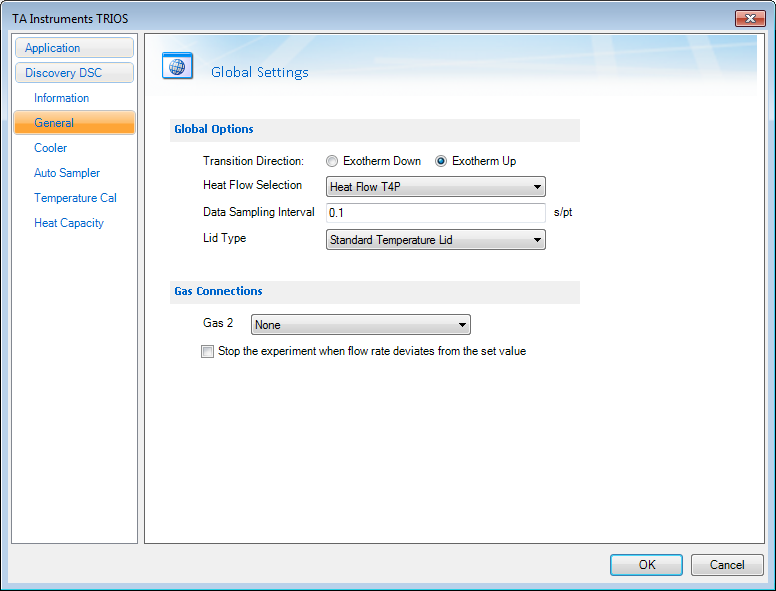 TA Instruments TRIOS
Application
Discovery DSC
Information
General
Cooler
Auto Sampler
Temperature Cal
Heat Capacity
Global Settings
Global Options
Transition Direction: Exotherm Down Exotherm Up
Heat Flow Selection Heat Flow T4P
Data Sampling Interval 0.1 s/pt
Lid Type Standard Temperature Lid
Gas Connections
Gas 2 None
Stop the experiment when flow rate deviates from the set value
OK Cancel